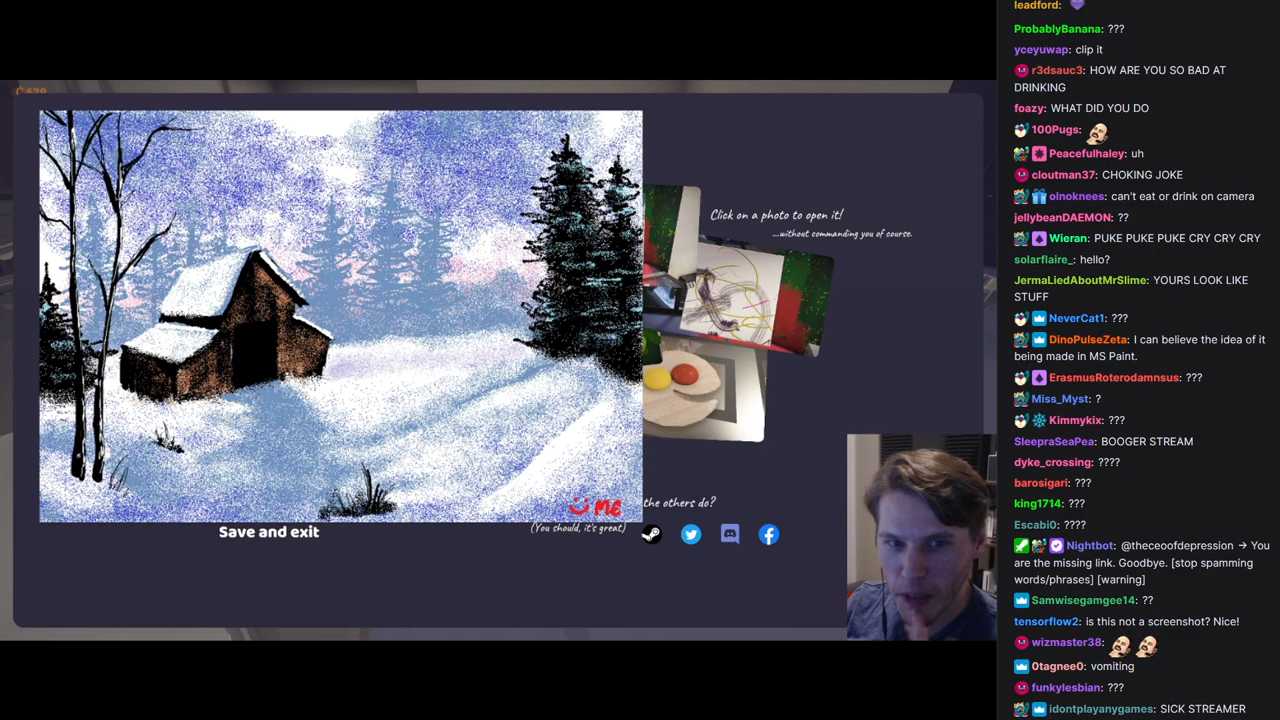 639
Click on a photo to open it!
...without commanding you of course.
ME
the others do?
(You should, it's great)
Save and exit
leadford:
ProbablyBanana: ???
yceyuwap: clip it
r3dsauc3: HOW ARE YOU SO BAD AT
DRINKING
foazy: WHAT DID YOU DO
100Pugs:
Peacefulhaley: uh
cloutman37: CHOKING JOKE
olnoknees: can't eat or drink on camera
jellybeanDAEMON: ??
Wieran: PUKE PUKE PUKE CRY CRY CRY
solarflaire_: hello?
JermaLiedAboutMrSlime: YOURS LOOK LIKE
STUFF
NeverCat1: ???
DinoPulseZeta: I can believe the idea of it
being made in MS Paint.
ErasmusRoterodamnsus: ???
Miss_Myst: ?
Kimmykix: ???
SleepraSeaPea: BOOGER STREAM
dyke_crossing: ????
barosigari: ???
king1714: ???
Escabi0: ????
Nightbot: @theceoofdepression → You
are the missing link. Goodbye. [stop spamming
words/phrases] [warning]
Samwisegamgee14: ??
tensorflow2: is this not a screenshot? Nice!
wizmaster38:
0tagnee0: vomiting
funkylesbian: ???
idontplayanygames: SICK STREAMER